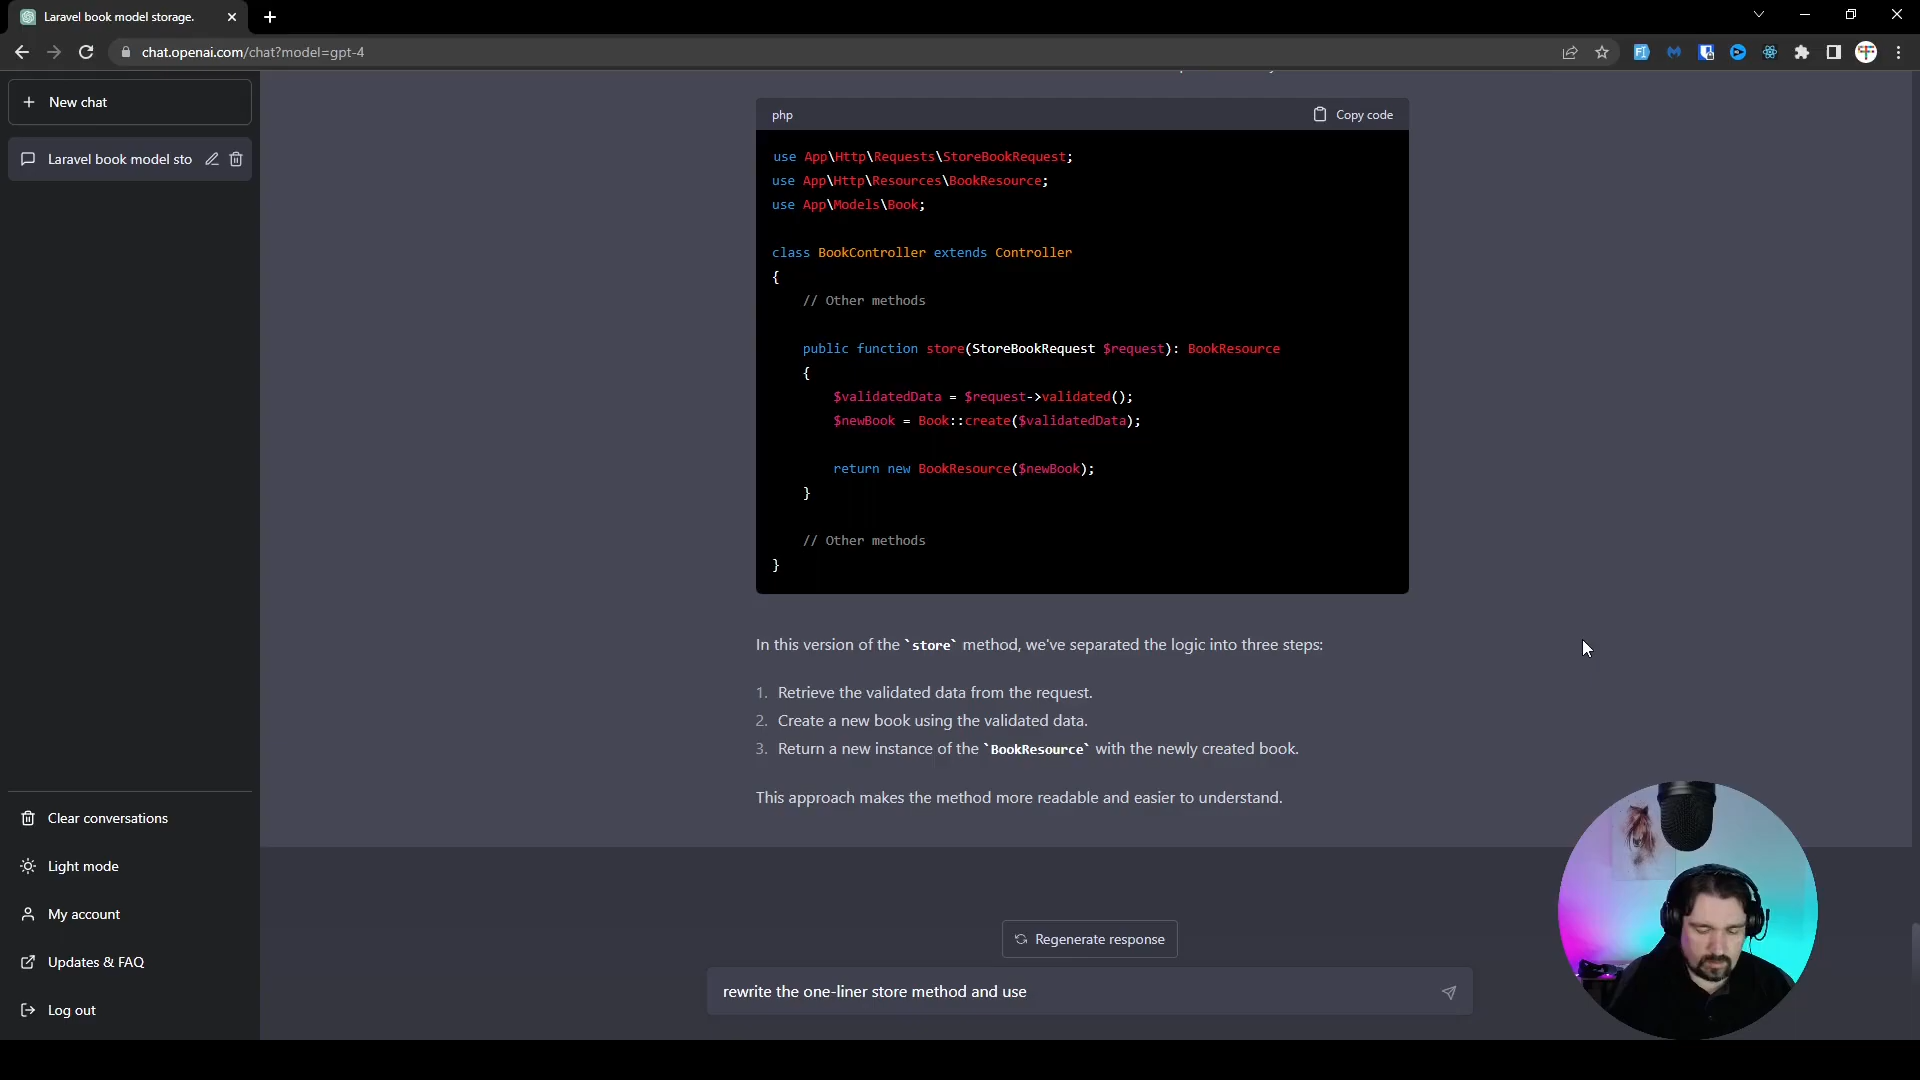 Laravel book model storage.
chat.openai.com/chat?model=gpt-4
New chat
Laravel book model sto
php
Copy code
use App\Http\Requests\StoreBookRequest;
use App\Http\Resources\BookResource;
use App\Models\Book;
class BookController extends Controller
{
// Other methods
public function store(StoreBookRequest $request): BookResource
{
$validatedData = $request->validated();
$newBook = Book::create($validatedData);
return new BookResource($newBook);
}
// Other methods
}
In this version of the `store` method, we've separated the logic into three steps:
1. Retrieve the validated data from the request.
2. Create a new book using the validated data.
3. Return a new instance of the `BookResource` with the newly created book.
This approach makes the method more readable and easier to understand.
Clear conversations
Light mode
My account
Updates & FAQ
Log out
Regenerate response
rewrite the one-liner store method and use